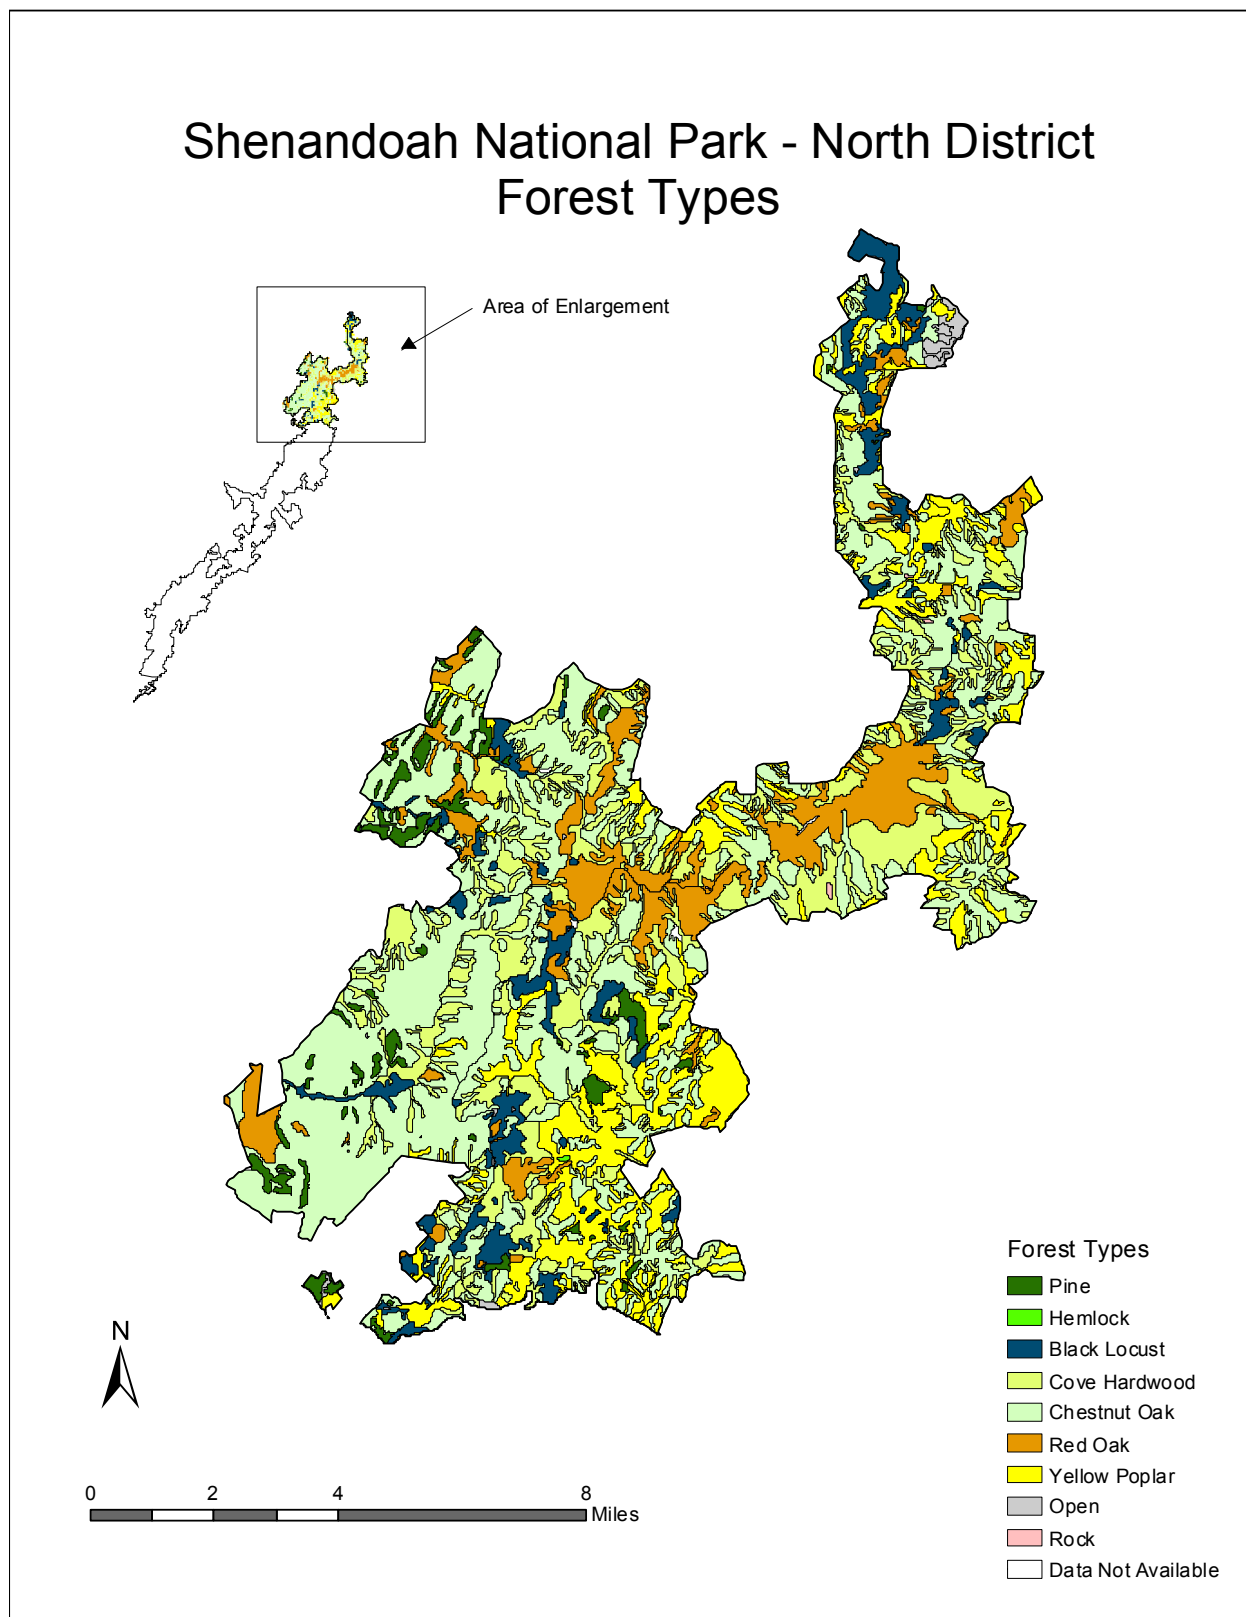 Shenandoah National Park - North District
Forest Types
Area of Enlargement
Forest Types
Pine
Hemlock
Black Locust
Cove Hardwood
Chestnut Oak
Red Oak
Yellow Poplar
Open
Rock
Data Not Available
N
0 2 4 8
Miles